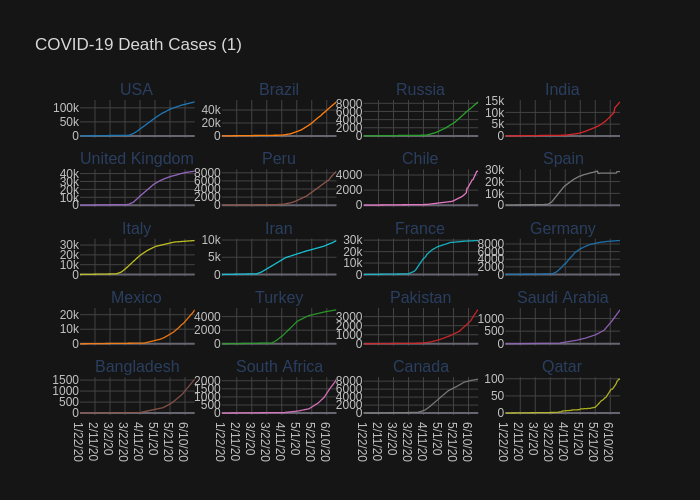 COVID-19 Death Cases (1)
USA Brazil Russia India
100k 50k 0 40k 20k 0 8000 6000 4000 2000 0 15k 10k 5k 0
United Kingdom Peru Chile Spain
40k 30k 20k 10k 0 8000 6000 4000 2000 0 4000 2000 0 30k 20k 10k 0
Italy Iran France Germany
30k 20k 10k 0 10k 5k 0 30k 20k 10k 0 8000 6000 4000 2000 0
Mexico Turkey Pakistan Saudi Arabia
20k 10k 0 4000 2000 0 3000 2000 1000 0 1000 500 0
Bangladesh South Africa Canada Qatar
1500 1000 500 0 2000 1500 1000 500 0 8000 6000 4000 2000 0 100 50 0
1/22/20 2/11/20 3/2/20 3/22/20 4/11/20 5/1/20 5/21/20 6/10/20 1/22/20 2/11/20 3/2/20 3/22/20 4/11/20 5/1/20 5/21/20 6/10/20 1/22/20 2/11/20 3/2/20 3/22/20 4/11/20 5/1/20 5/21/20 6/10/20 1/22/20 2/11/20 3/2/20 3/22/20 4/11/20 5/1/20 5/21/20 6/10/20